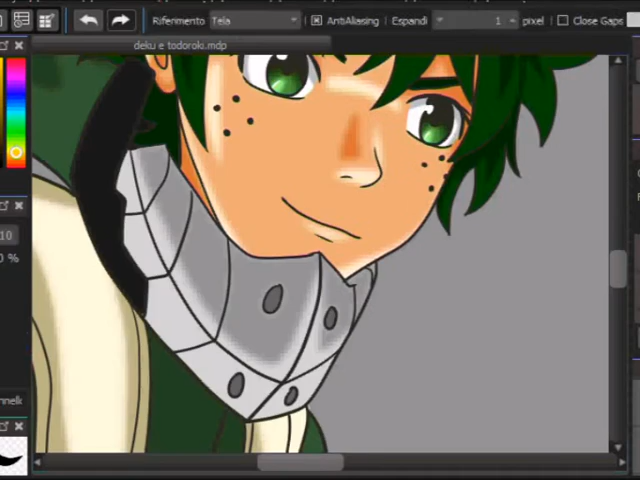 Riferimento Tela AntiAliasing Espandi 1 pixel Close Gaps
deku e todoroki.mdp
10
0 %
nnelk